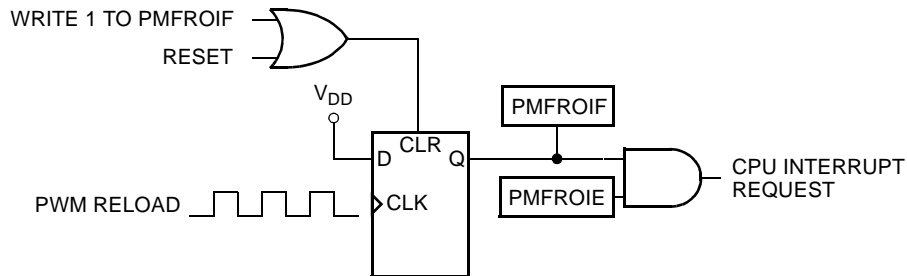 WRITE 1 TO PMFROIF
RESET
VDD
PMFROIF
D
CLR
Q
CPU INTERRUPT
REQUEST
PWM RELOAD
CLK
PMFROIE